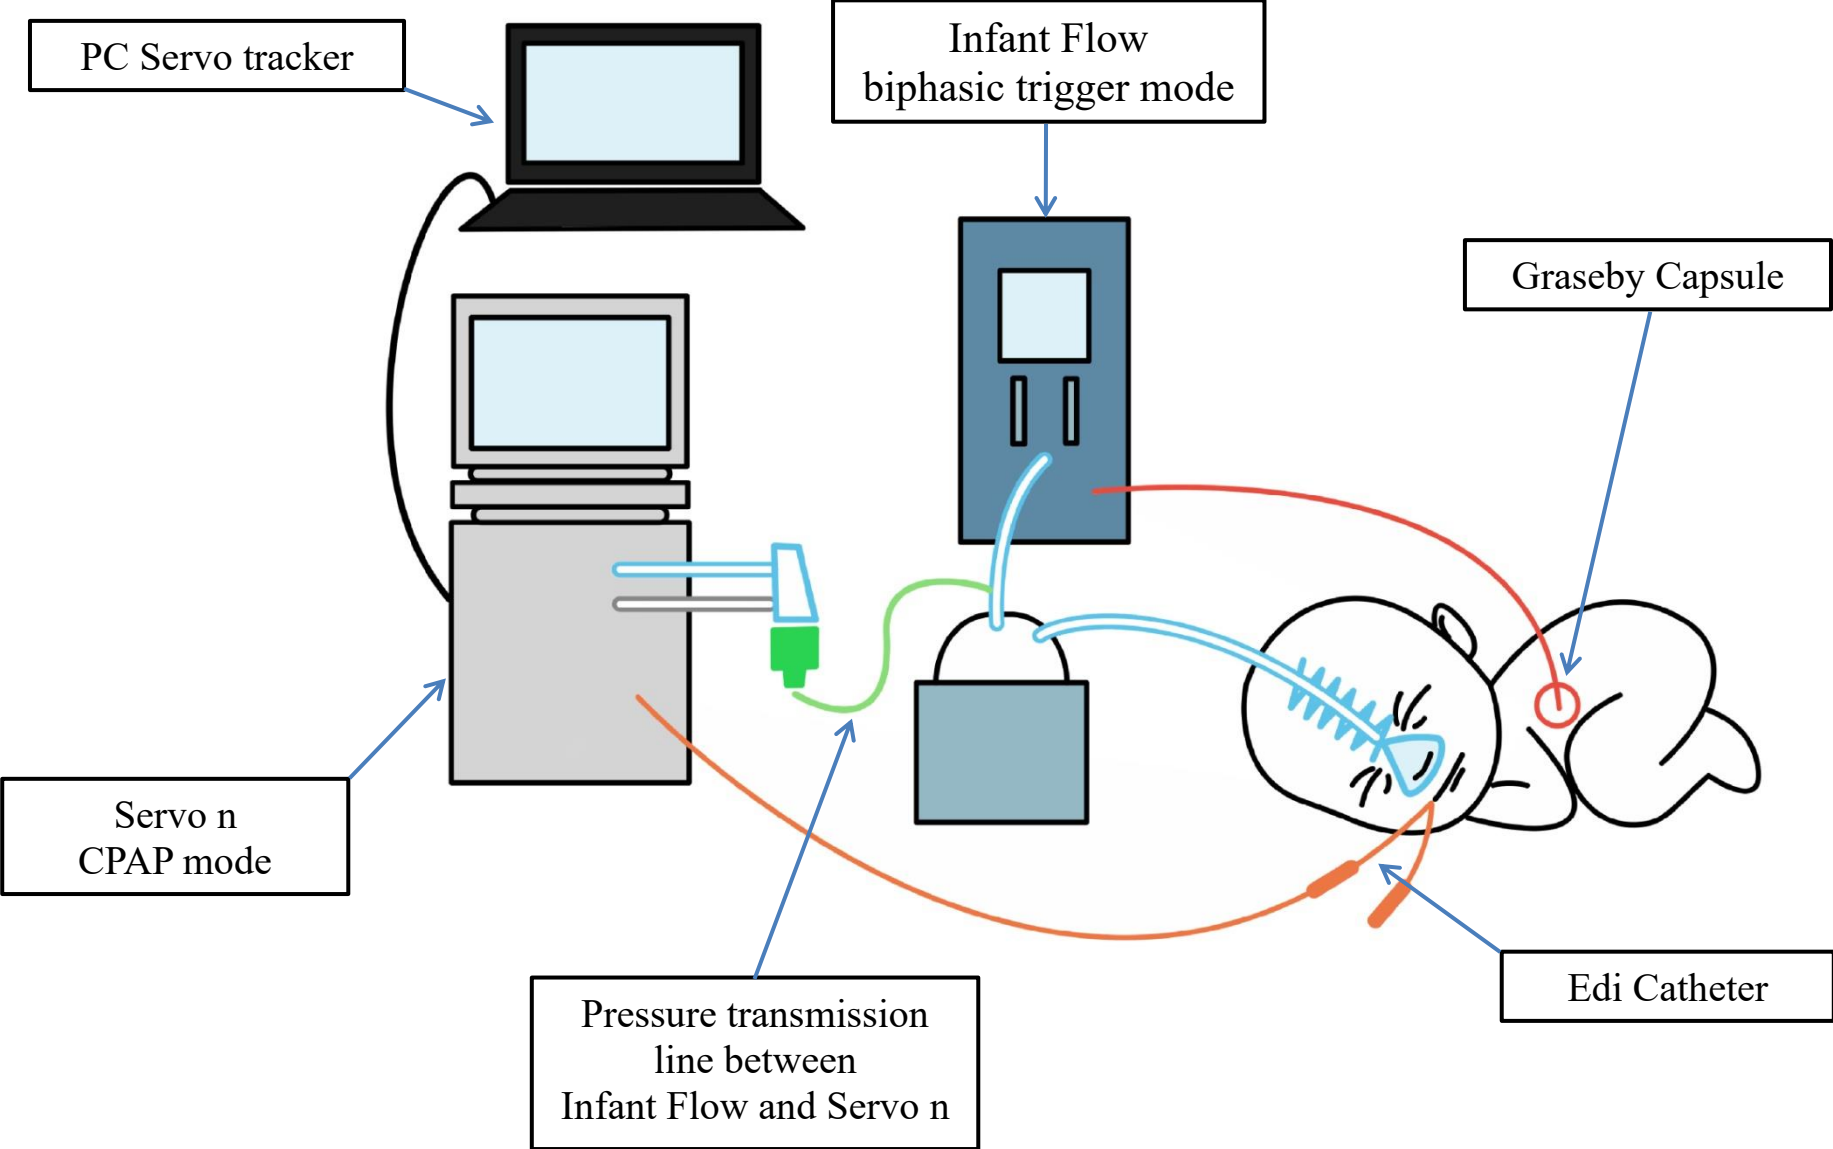 PC Servo tracker
Infant Flow
biphasic trigger mode
Graseby Capsule
Servo n
CPAP mode
Pressure transmission
line between
Infant Flow and Servo n
Edi Catheter